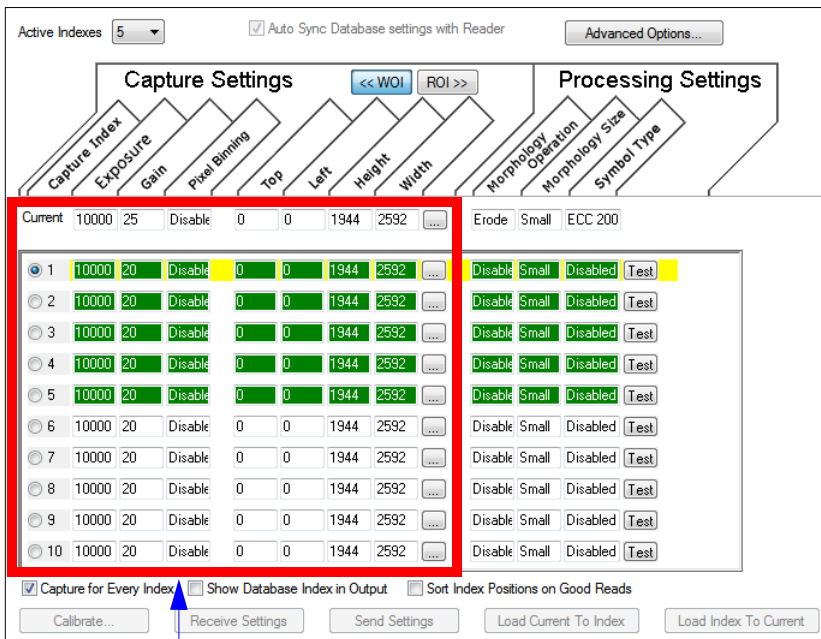 Active Indexes 5 Auto Sync Database settings with Reader Advanced Options...
Capture Settings << WOI ROI >> Processing Settings
Capture Index Exposure Gain Pixel Binning Top Left Height Width Morphology Operation Morphology Size Symbol Type
Current 10000 25 Disable 0 0 1944 2592 ... Erode Small ECC 200
1 10000 20 Disable 0 0 1944 2592 ... Disable Small Disabled Test
2 10000 20 Disable 0 0 1944 2592 ... Disable Small Disabled Test
3 10000 20 Disable 0 0 1944 2592 ... Disable Small Disabled Test
4 10000 20 Disable 0 0 1944 2592 ... Disable Small Disabled Test
5 10000 20 Disable 0 0 1944 2592 ... Disable Small Disabled Test
6 10000 20 Disable 0 0 1944 2592 ... Disable Small Disabled Test
7 10000 20 Disable 0 0 1944 2592 ... Disable Small Disabled Test
8 10000 20 Disable 0 0 1944 2592 ... Disable Small Disabled Test
9 10000 20 Disable 0 0 1944 2592 ... Disable Small Disabled Test
10 10000 20 Disable 0 0 1944 2592 ... Disable Small Disabled Test
Capture for Every Index Show Database Index in Output Sort Index Positions on Good Reads
Calibrate... Receive Settings Send Settings Load Current To Index Load Index To Current